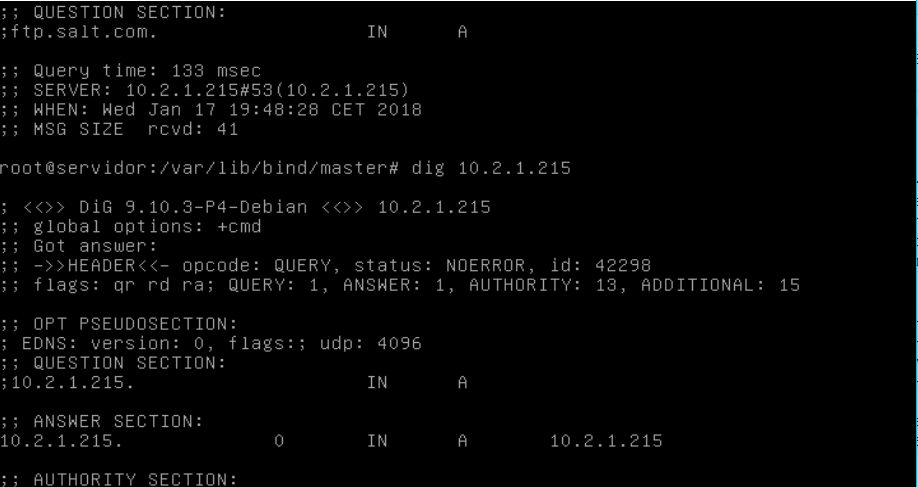 ;; QUESTION SECTION:
;ftp.salt.com. IN A
;; Query time: 133 msec
;; SERVER: 10.2.1.215#53(10.2.1.215)
;; WHEN: Wed Jan 17 19:48:28 CET 2018
;; MSG SIZE rcvd: 41
root@servidor:/var/lib/bind/master# dig 10.2.1.215
; <<>> DiG 9.10.3-P4-Debian <<>> 10.2.1.215
;; global options: +cmd
;; Got answer:
;; ->>HEADER<<- opcode: QUERY, status: NOERROR, id: 42298
;; flags: qr rd ra; QUERY: 1, ANSWER: 1, AUTHORITY: 13, ADDITIONAL: 15
;; OPT PSEUDOSECTION:
; EDNS: version: 0, flags:; udp: 4096
;; QUESTION SECTION:
;10.2.1.215. IN A
;; ANSWER SECTION:
10.2.1.215. 0 IN A 10.2.1.215
;; AUTHORITY SECTION: